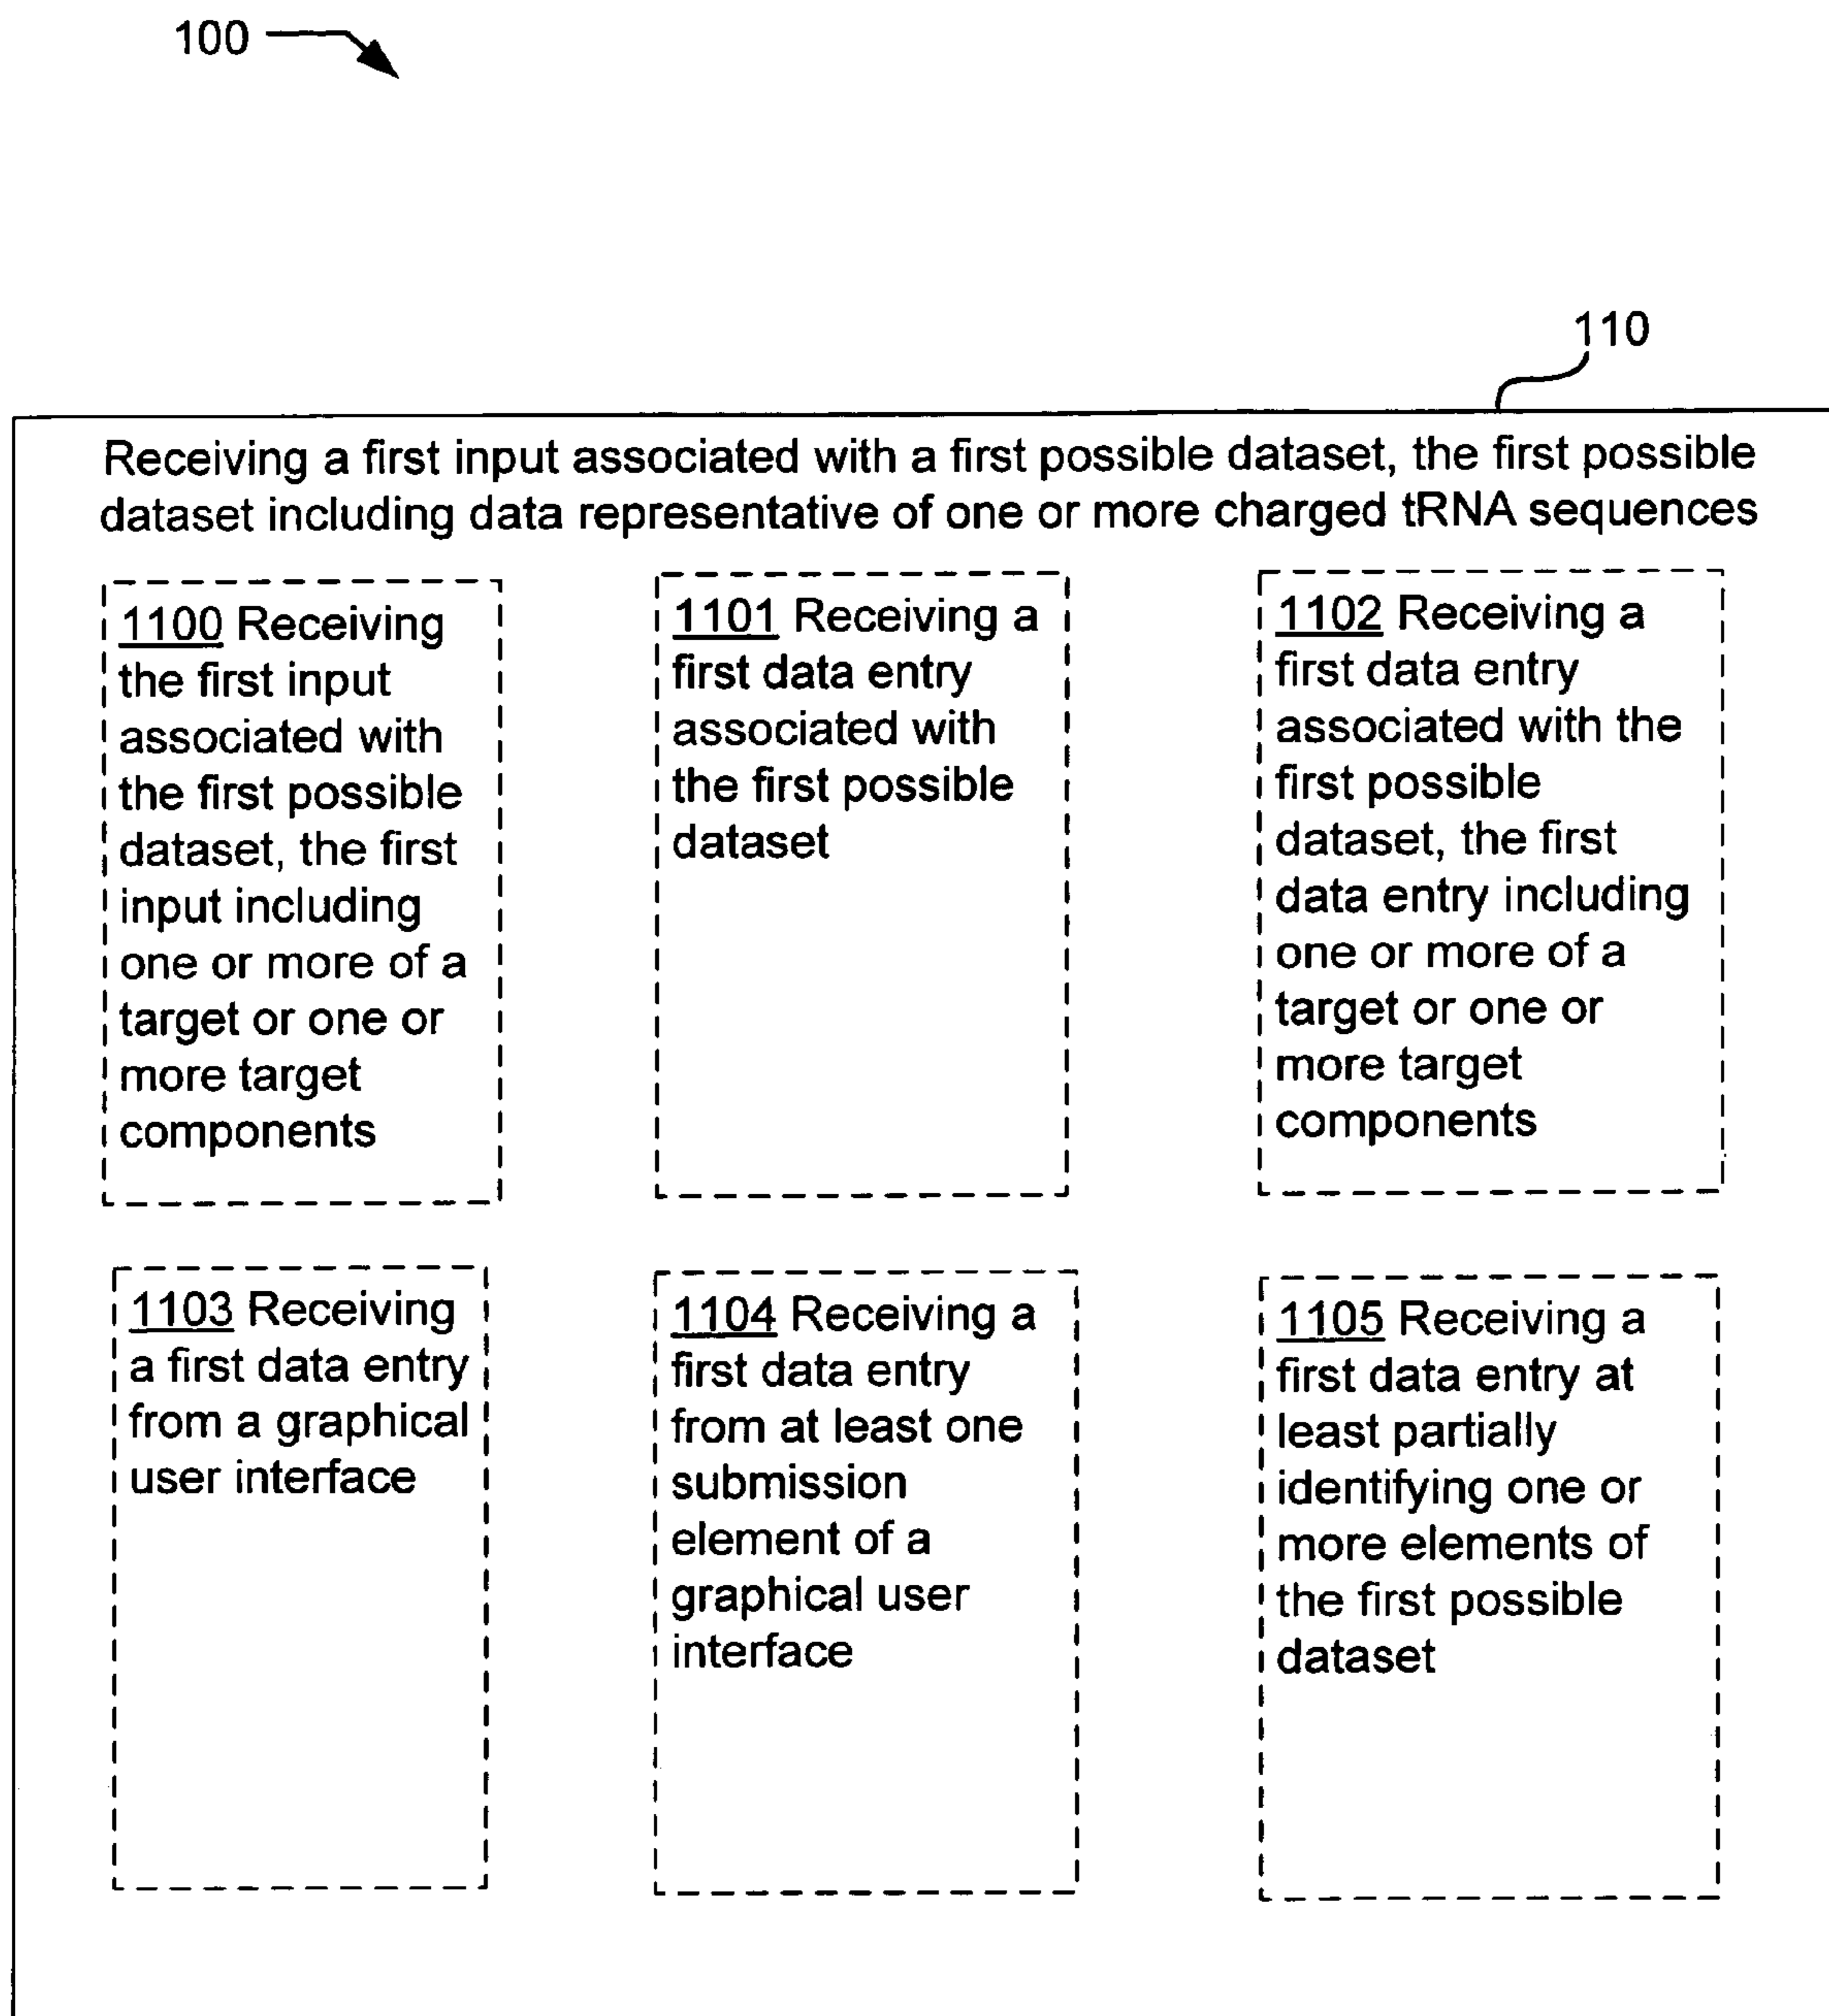 100
110
Receiving a first input associated with a first possible dataset, the first possible
dataset including data representative of one or more charged tRNA sequences
1100 Receiving
the first input
associated with
the first possible
dataset, the first
input including
one or more of a
target or one or
more target
components
1101 Receiving a
first data entry
associated with
the first possible
dataset
1102 Receiving a
first data entry
associated with the
first possible
dataset, the first
data entry including
one or more of a
target or one or
more target
components
1103 Receiving
a first data entry
from a graphical
user interface
1104 Receiving a
first data entry
from at least one
submission
element of a
graphical user
interface
1105 Receiving a
first data entry at
least partially
identifying one or
more elements of
the first possible
dataset